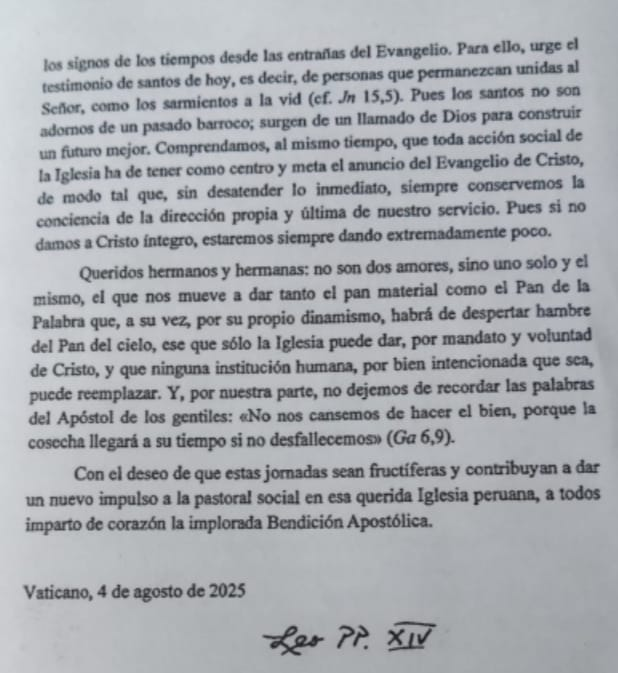 los signos de los tiempos desde las entrañas del Evangelio. Para ello, urge el
testimonio de santos de hoy, es decir, de personas que permanezcan unidas al
Señor, como los sarmientos a la vid (cf. Jn 15,5). Pues los santos no son
adornos de un pasado barroco; surgen de un llamado de Dios para construir
un futuro mejor. Comprendamos, al mismo tiempo, que toda acción social de
la Iglesia ha de tener como centro y meta el anuncio del Evangelio de Cristo,
de modo tal que, sin desatender lo inmediato, siempre conservemos la
conciencia de la dirección propia y última de nuestro servicio. Pues si no
damos a Cristo íntegro, estaremos siempre dando extremadamente poco.
Queridos hermanos y hermanas: no son dos amores, sino uno solo y el
mismo, el que nos mueve a dar tanto el pan material como el Pan de la
Palabra que, a su vez, por su propio dinamismo, habrá de despertar hambre
del Pan del cielo, ese que sólo la Iglesia puede dar, por mandato y voluntad
de Cristo, y que ninguna institución humana, por bien intencionada que sea,
puede reemplazar. Y, por nuestra parte, no dejemos de recordar las palabras
del Apóstol de los gentiles: «No nos cansemos de hacer el bien, porque la
cosecha llegará a su tiempo si no desfallecemos» (Ga 6,9).
Con el deseo de que estas jornadas sean fructíferas y contribuyan a dar
un nuevo impulso a la pastoral social en esa querida Iglesia peruana, a todos
imparto de corazón la implorada Bendición Apostólica.
Vaticano, 4 de agosto de 2025
Leo PP. XIV